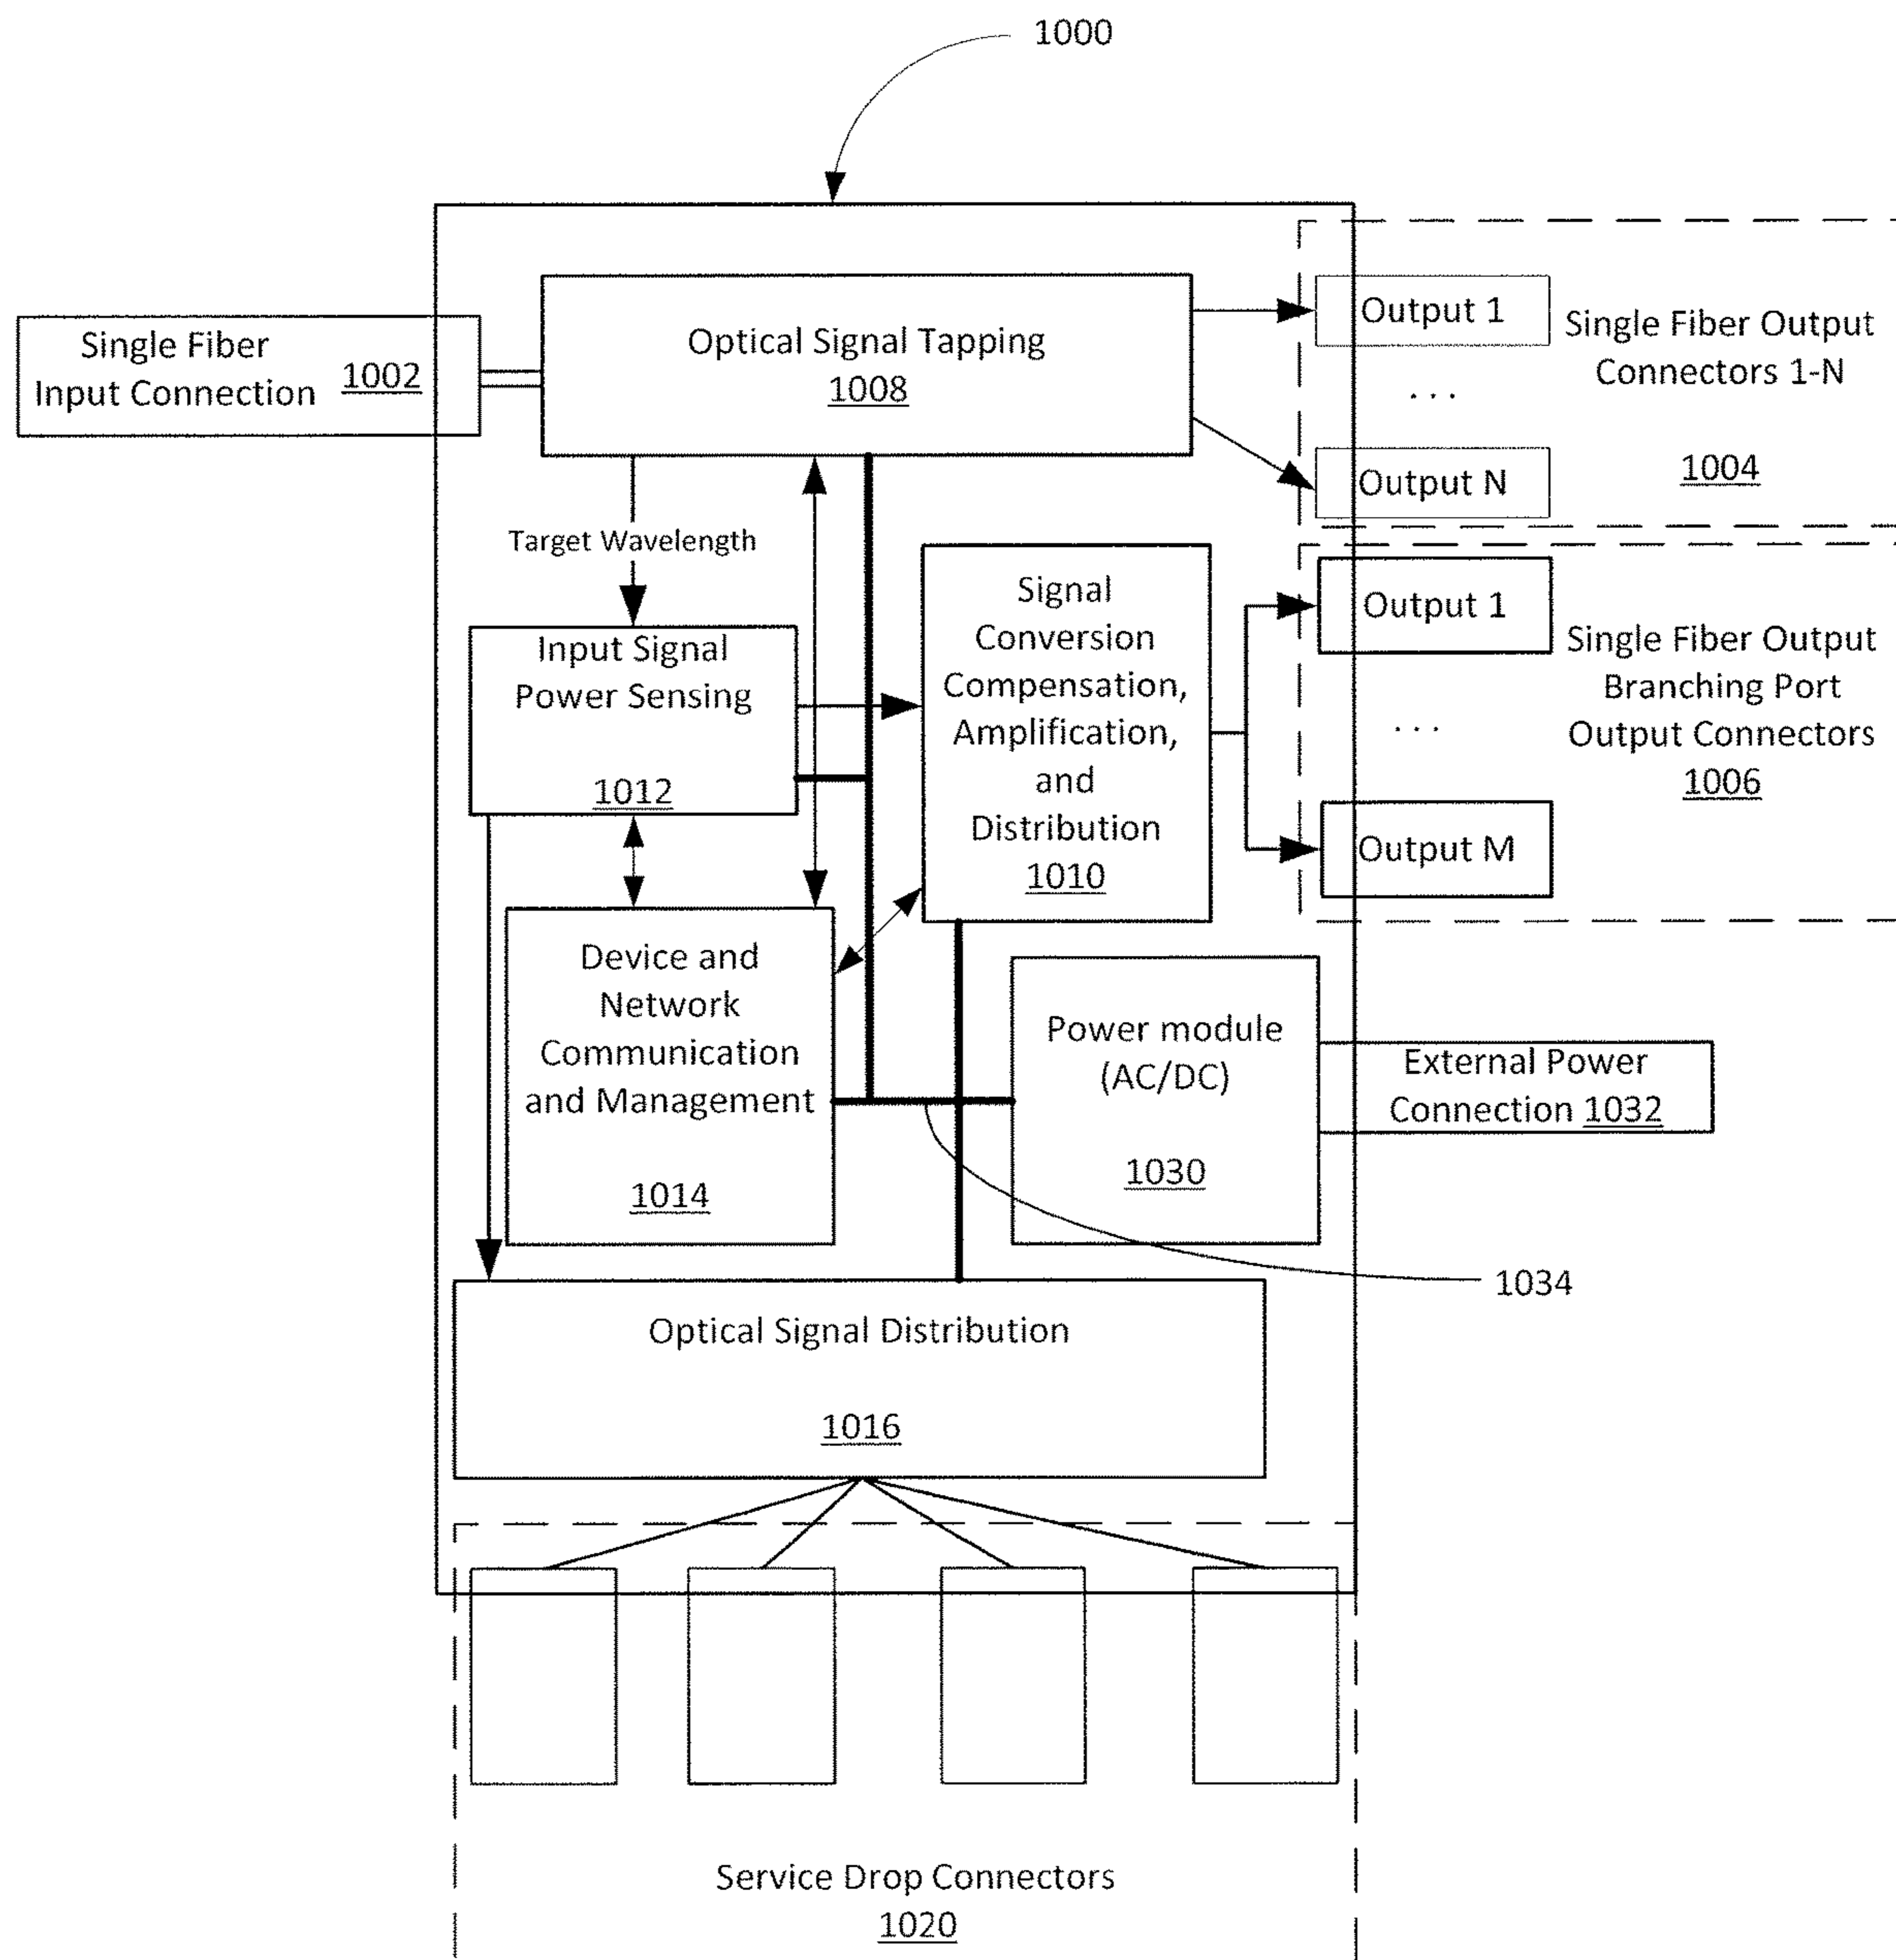 1000
Single Fiber
Input Connection 1002
Optical Signal Tapping
1008
Output 1
. . .
Output N
Single Fiber Output
Connectors 1-N
1004
Target Wavelength
Input Signal
Power Sensing
1012
Signal
Conversion
Compensation,
Amplification,
and
Distribution
1010
Output 1
. . .
Output M
Single Fiber Output
Branching Port
Output Connectors
1006
Device and
Network
Communication
and Management
1014
Power module
(AC/DC)
1030
External Power
Connection 1032
1034
Optical Signal Distribution
1016
Service Drop Connectors
1020